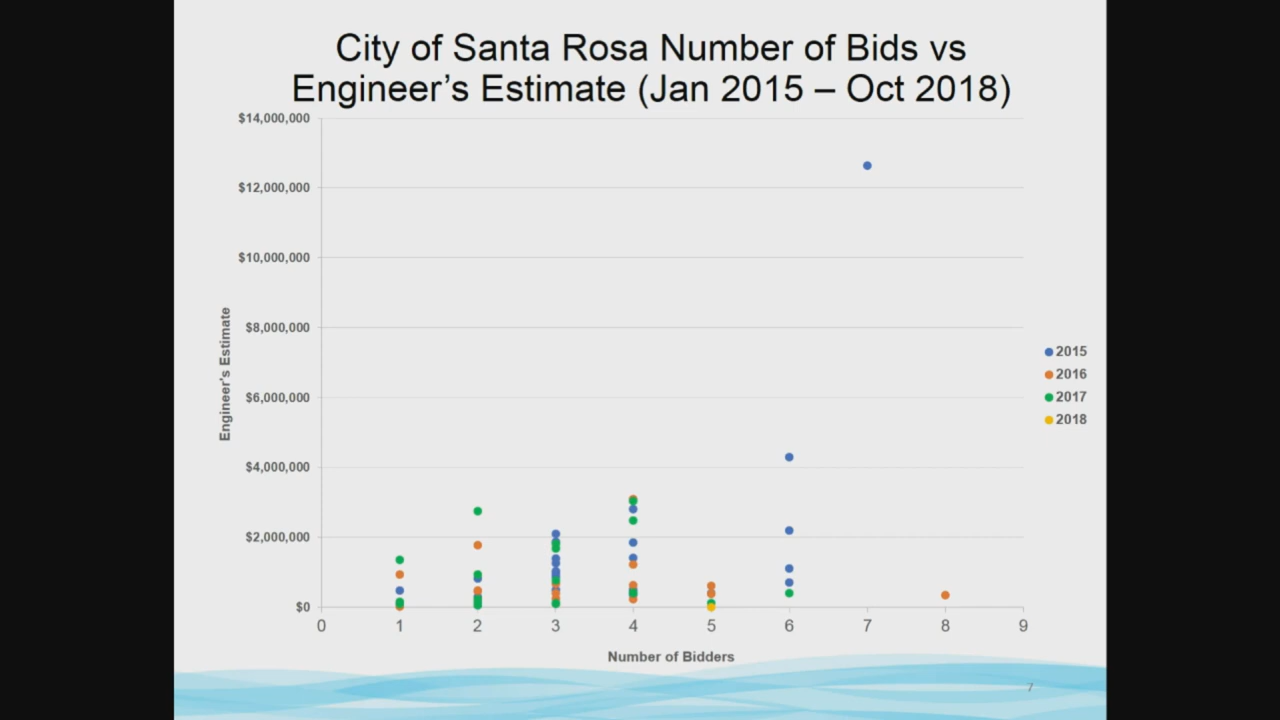 City of Santa Rosa Number of Bids vs
Engineer's Estimate (Jan 2015 – Oct 2018)
$14,000,000
$12,000,000
$10,000,000
$8,000,000
$6,000,000
$4,000,000
$2,000,000
$0
Engineer's Estimate
0 1 2 3 4 5 6 7 8 9
Number of Bidders
2015
2016
2017
2018
7